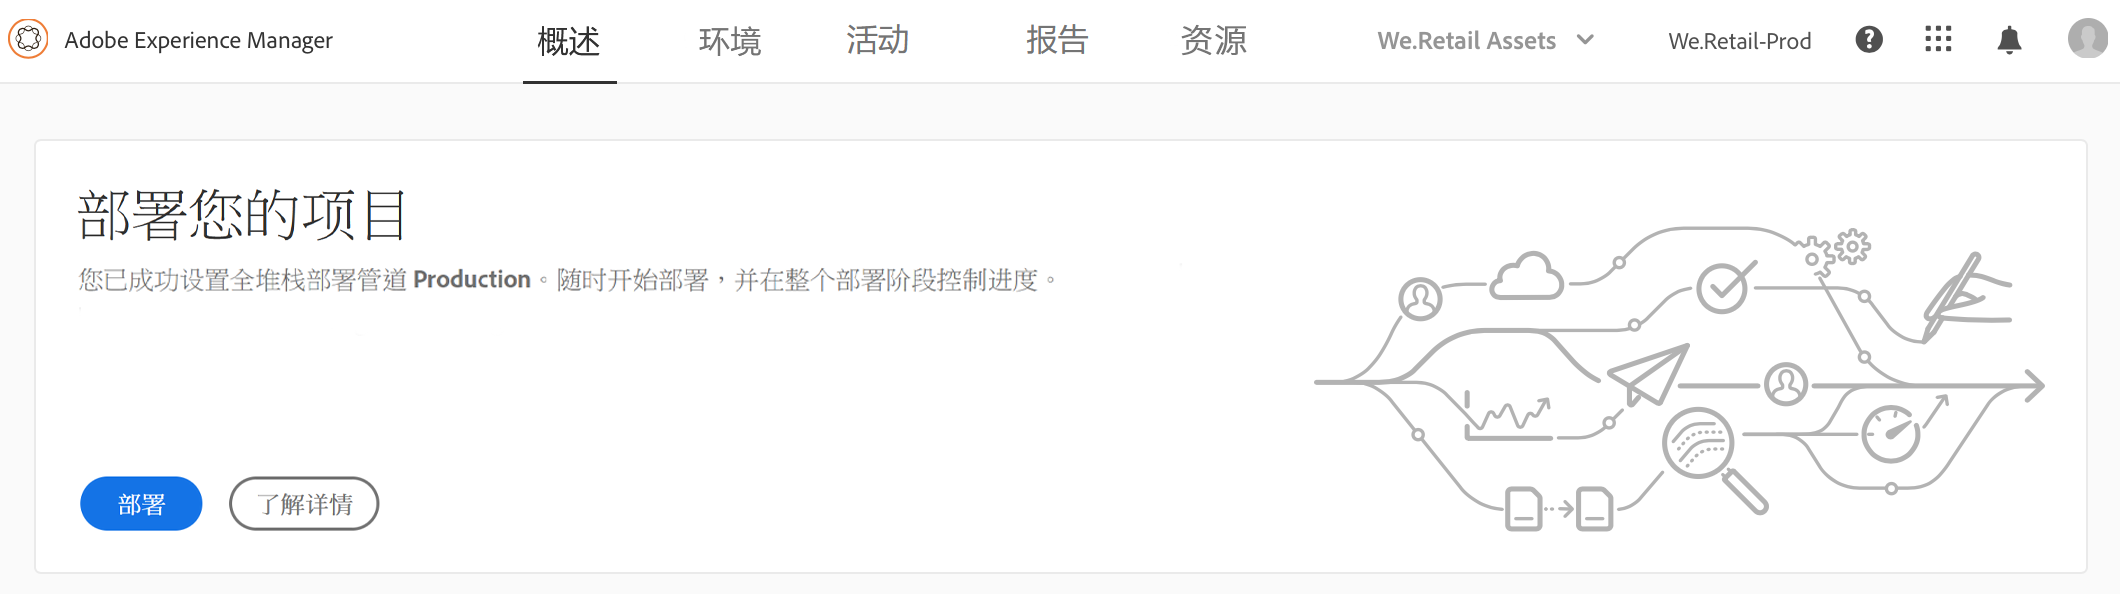 Adobe Experience Manager 概述 环境 活动 报告 资源 We.Retail Assets We.Retail-Prod
部署您的项目
您已成功设置全堆栈部署管道 Production。随时开始部署，并在整个部署阶段控制进度。
部署 了解详情